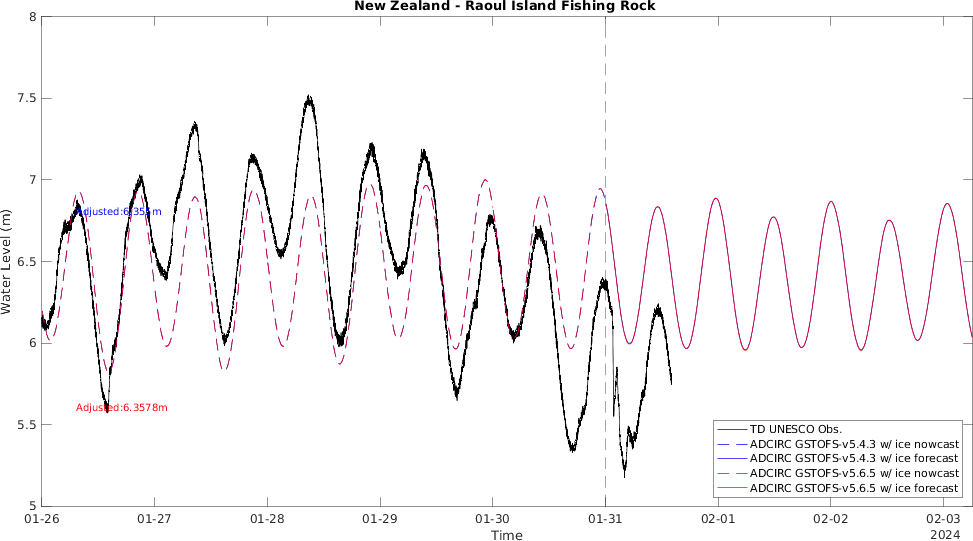 New Zealand - Raoul Island Fishing Rock
Water Level (m)
8
7.5
7
6.5
6
5.5
5
Adjusted:6.355m
Adjusted:6.3578m
TD UNESCO Obs.
ADCIRC GSTOFS-v5.4.3 w/ ice nowcast
ADCIRC GSTOFS-v5.4.3 w/ ice forecast
ADCIRC GSTOFS-v5.6.5 w/ ice nowcast
ADCIRC GSTOFS-v5.6.5 w/ ice forecast
01-26 01-27 01-28 01-29 01-30 01-31 02-01 02-02 02-03
Time
2024